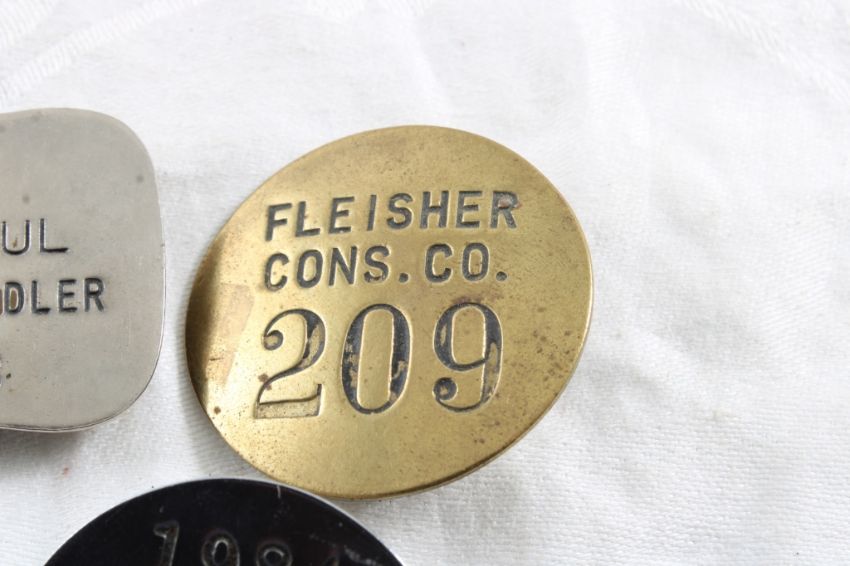 FLEISHER
CONS. CO.
209
UL
DLER